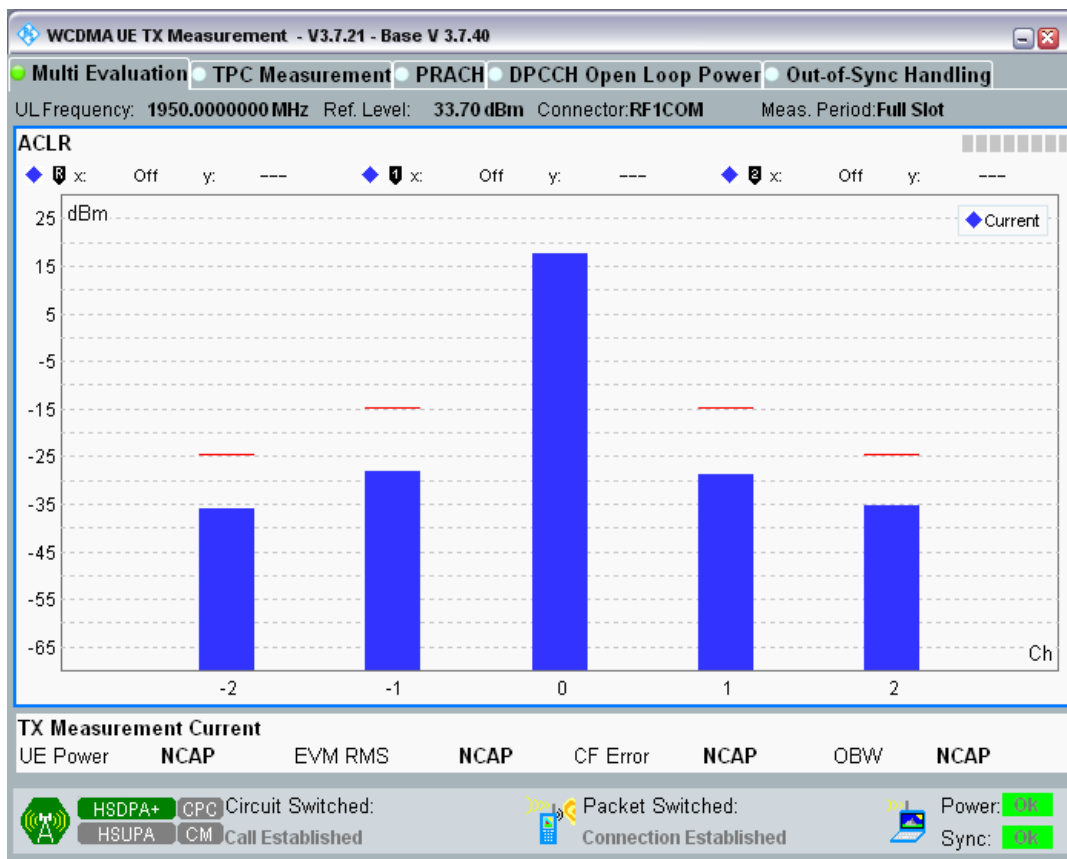 WCDMA UE TX Measurement - V3.7.21 - Base V 3.7.40
Multi Evaluation TPC Measurement PRACH DPCCH Open Loop Power Out-of-Sync Handling
UL Frequency: 1950.0000000 MHz Ref. Level: 33.70 dBm Connector:RF1COM Meas. Period:Full Slot
ACLR
R x: Off y: --- 1 x: Off y: --- 2 x: Off y: ---
dBm
Current
25
15
5
-5
-15
-25
-35
-45
-55
-65
Ch
-2 -1 0 1 2
TX Measurement Current
UE Power NCAP EVM RMS NCAP CF Error NCAP OBW NCAP
HSDPA+ CPC Circuit Switched: Packet Switched: Power: Ok
HSUPA CM Call Established Connection Established Sync: Ok